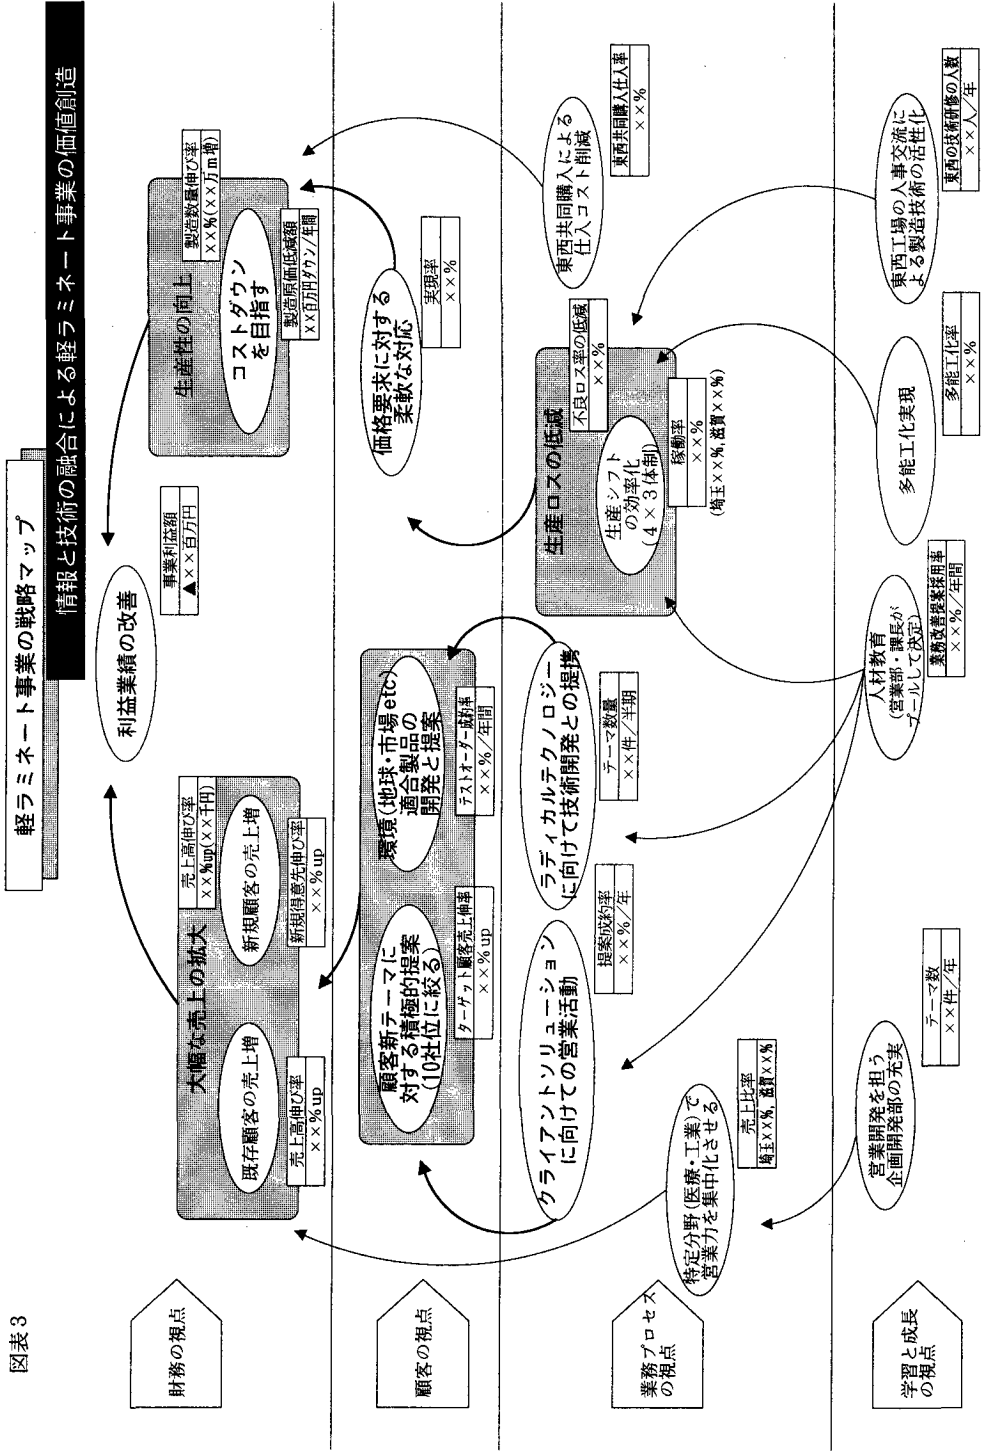 図表3
軽ラミネート事業の戦略マップ
情報と技術の融合による軽ラミネート事業の価値創造
財務の視点
利益業績の改善
事業利益額
▲××百万円
大幅な売上の拡大
売上高伸び率
××%up(××千円)
既存顧客の売上増
売上高伸び率
××%up
新規顧客の売上増
新規得意先伸び率
××%up
生産性の向上
製造数量伸び率
××%(××万m増)
コストダウン
を目指す
製造原価低減額
××百万円ダウン/年間
顧客の視点
顧客新テーマに
対する積極的提案
(10社位に絞る)
ターゲット顧客売上伸率
××%up
環境(地球・市場etc)
適合製品の
開発と提案
テストオーダー成約率
××%/年間
価格要求に対する
柔軟な対応
実現率
××%
業務プロセス
の視点
クライアントソリューション
に向けての営業活動
提案成約率
××%/年
ラディカルテクノロジー
に向けて技術開発との提携
テーマ数量
××件/半期
特定分野(医療・工業)で
営業力を集中化させる
売上比率
埼玉××%, 滋賀××%
生産ロスの低減
不良ロス率の低減
××%
生産シフト
の効率化
(4×3体制)
稼働率
××%
(埼玉××%, 滋賀××%)
東西共同購入による
仕入コスト削減
東西共同購入仕入率
××%
学習と成長
の視点
営業開発を担う
企画開発部の充実
テーマ数
××件/年
人材教育
(営業部・課長が
プールして決定)
業務改善提案採用率
××%/年間
多能工化実現
多能工化率
××%
東西工場の人事交流に
よる製造技術の活性化
東西の技術研修の人数
××人/年